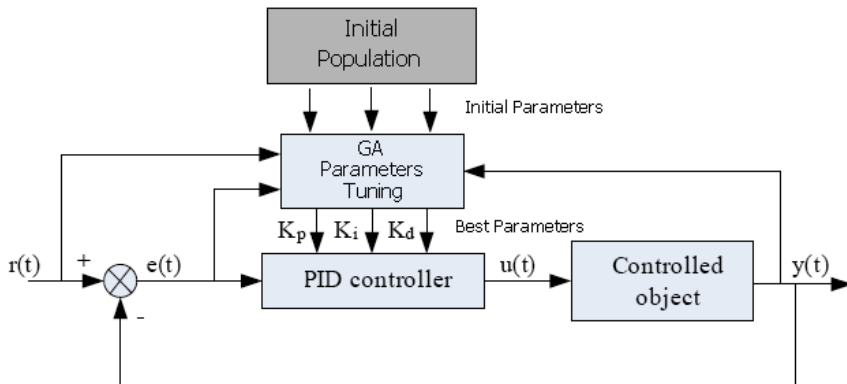 Initial
Population
Initial Parameters
GA
Parameters
Tuning
Kp Ki Kd Best Parameters
r(t) + e(t) PID controller u(t) Controlled
object y(t)
-